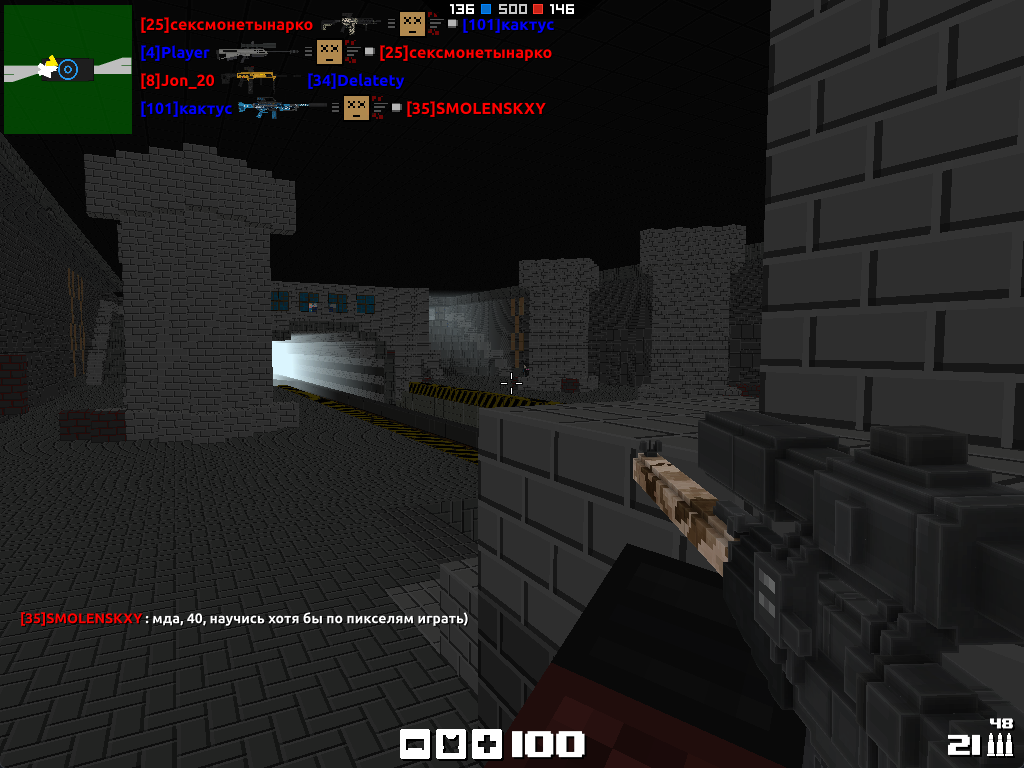 136 500 146
[25]сексмонетынарко [101]кактус
[4]Player [25]сексмонетынарко
[8]Jon_20 [34]Delatety
[101]кактус [35]SMOLENSKXY
[35]SMOLENSKXY : мда, 40, научись хотя бы по пикселям играть)
100
48
21